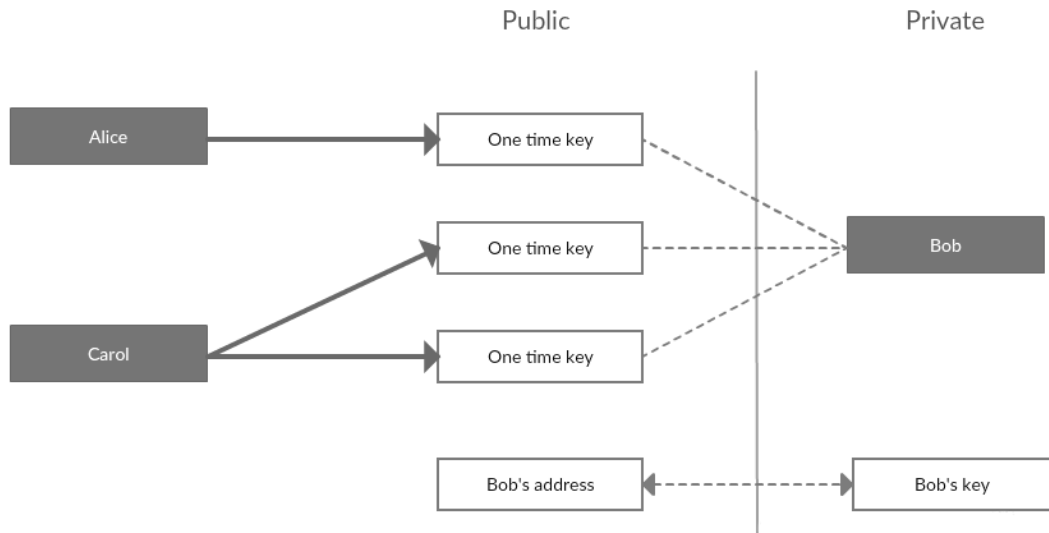 Public
Private
Alice
One time key
One time key
Bob
Carol
One time key
Bob's address
Bob's key